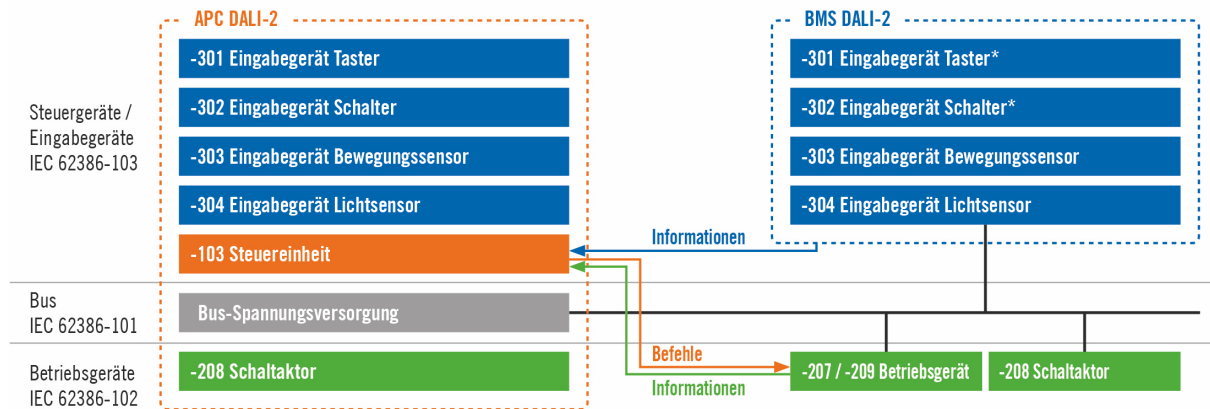 APC DALI-2
BMS DALI-2
Steuergeräte /
Eingabegeräte
IEC 62386-103
-301 Eingabegerät Taster
-302 Eingabegerät Schalter
-303 Eingabegerät Bewegungssensor
-304 Eingabegerät Lichtsensor
-103 Steuereinheit
-301 Eingabegerät Taster*
-302 Eingabegerät Schalter*
-303 Eingabegerät Bewegungssensor
-304 Eingabegerät Lichtsensor
Informationen
Bus
IEC 62386-101
Bus-Spannungsversorgung
Betriebsgeräte
IEC 62386-102
-208 Schaltaktor
Befehle
Informationen
-207 / -209 Betriebsgerät
-208 Schaltaktor